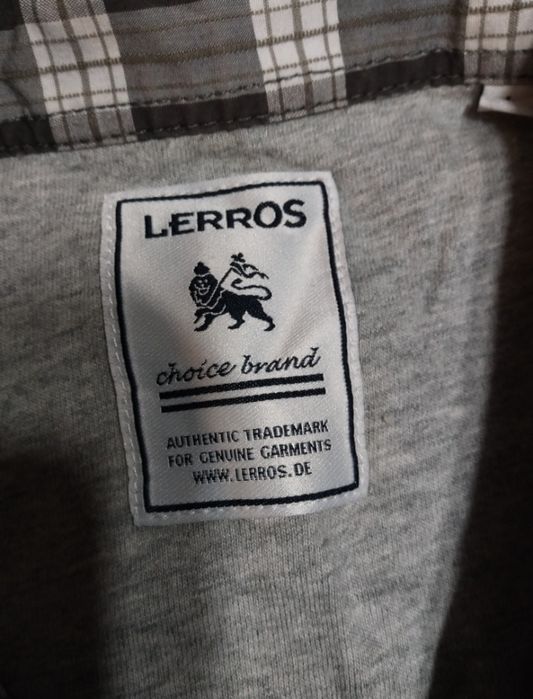 LERROS
choice brand
AUTHENTIC TRADEMARK
FOR GENUINE GARMENTS
WWW.LERROS.DE